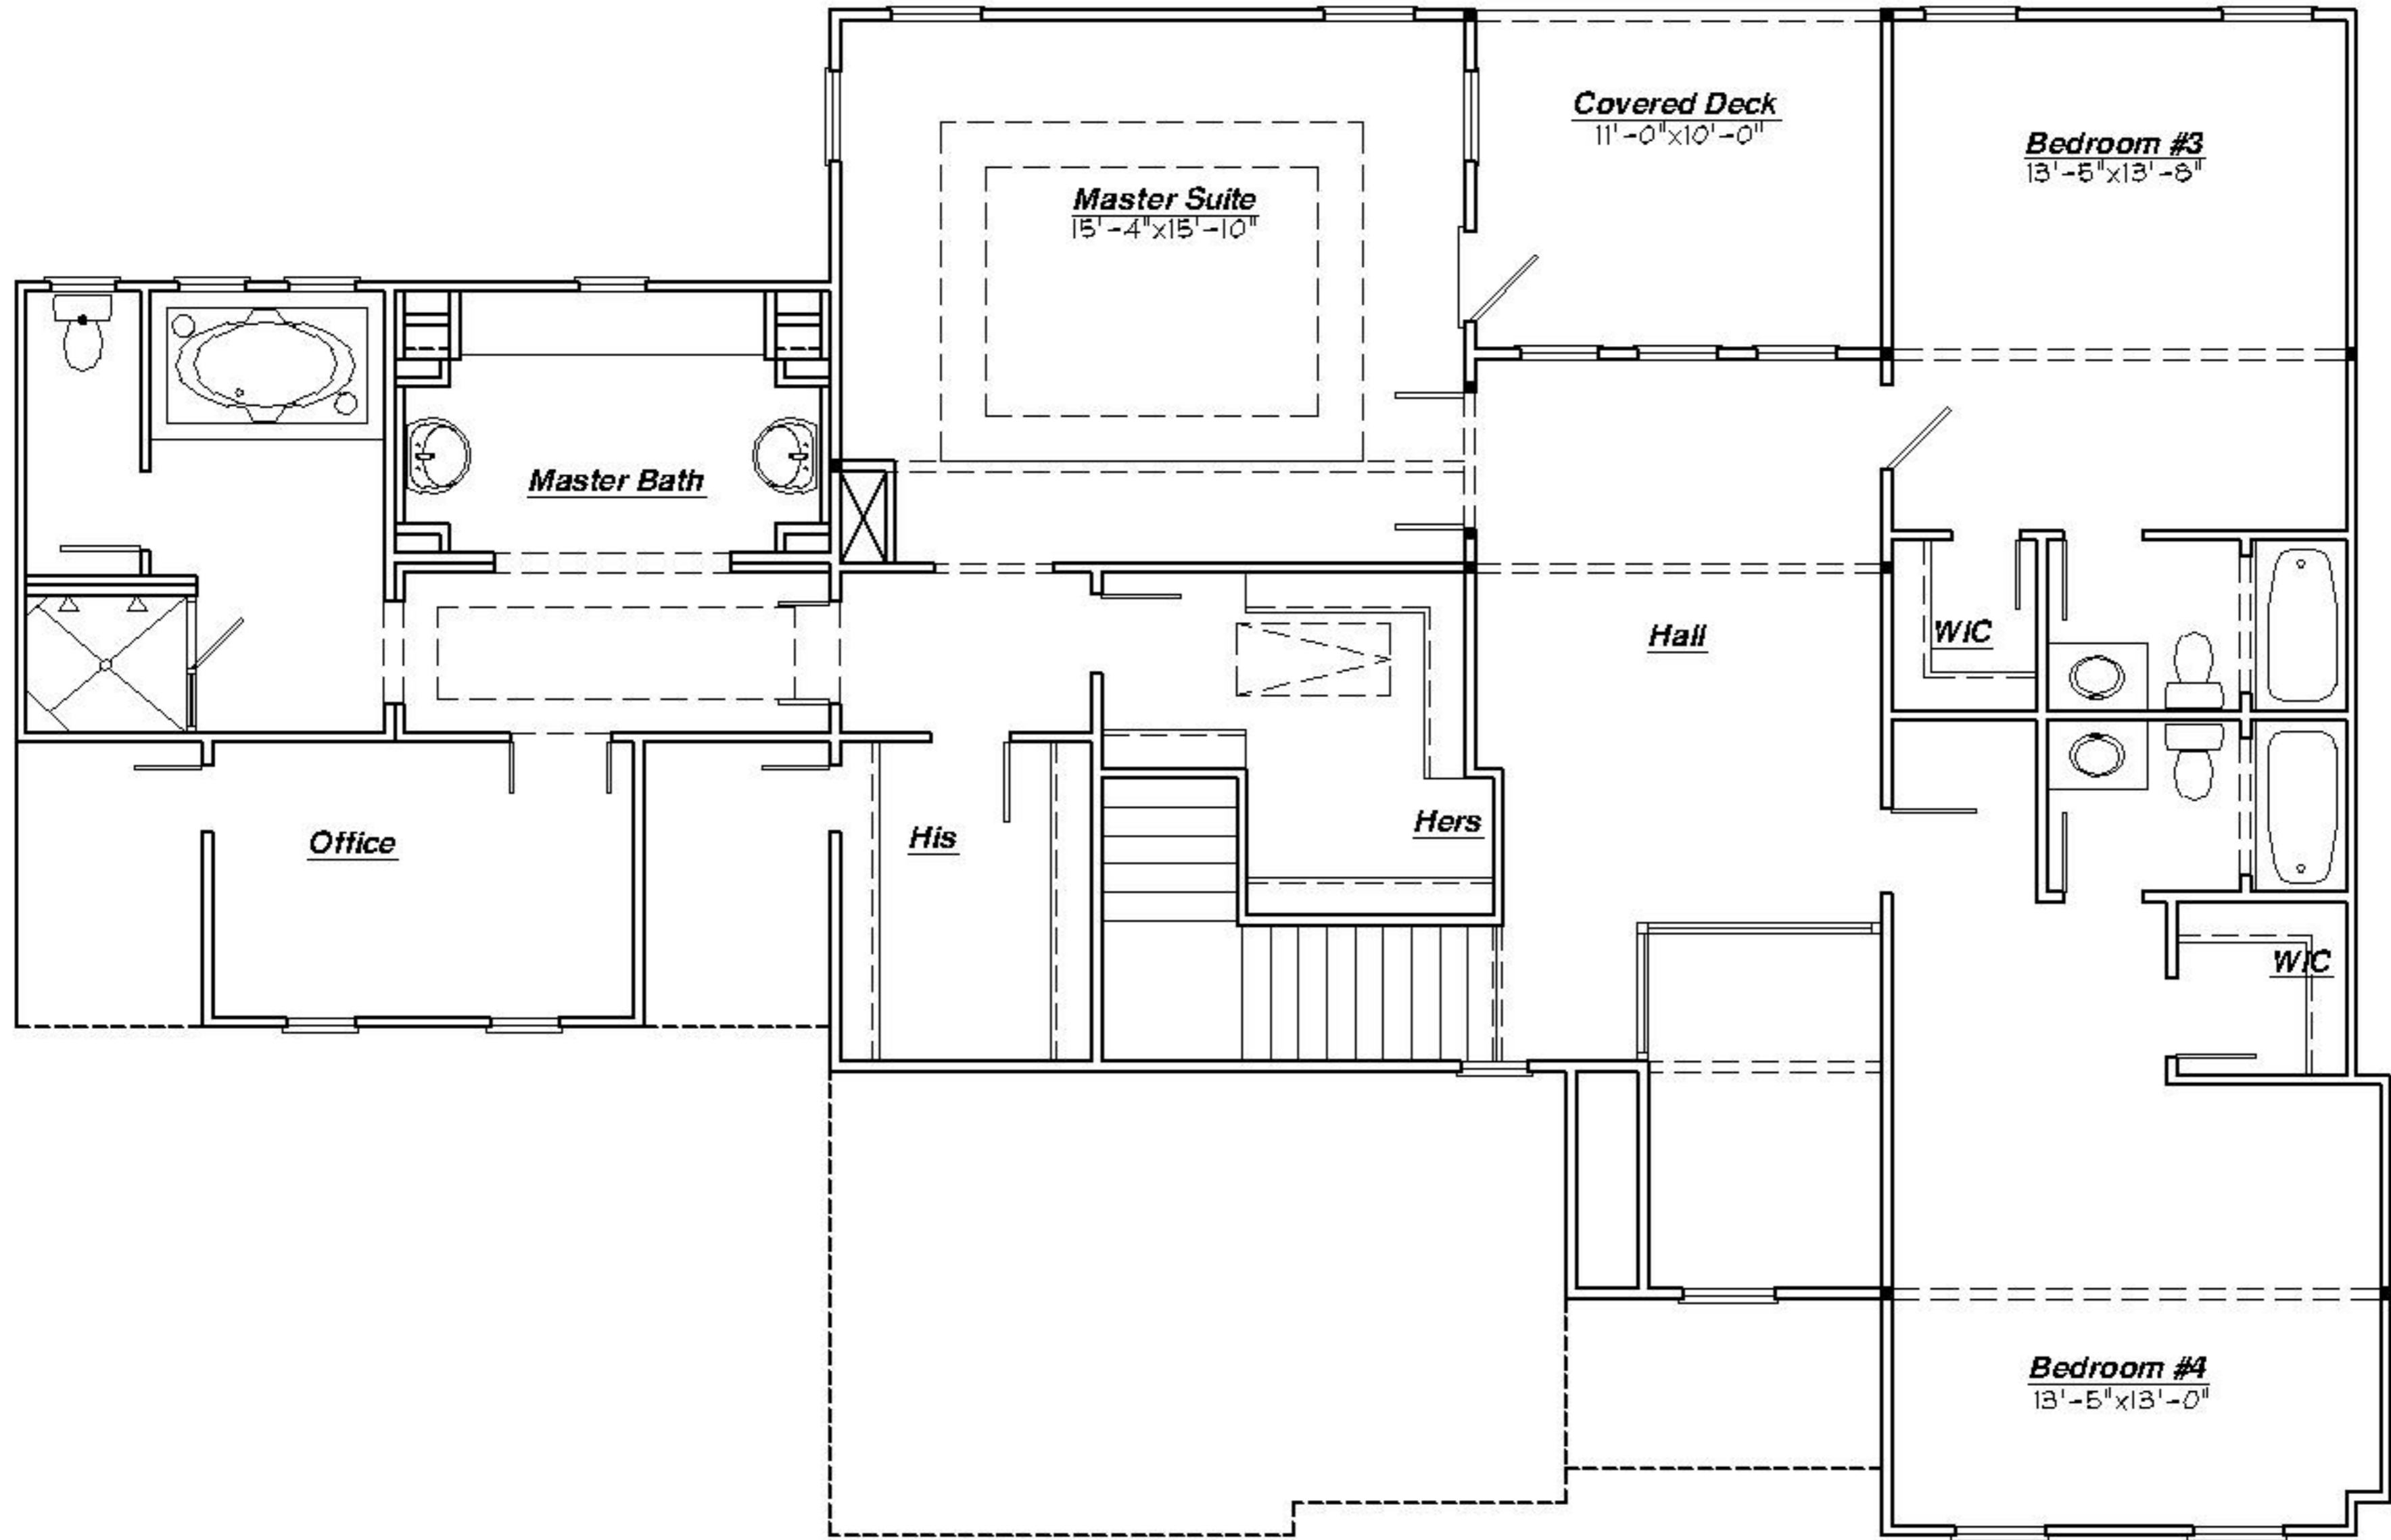 Covered Deck
11'-0"x10'-0"
Bedroom #3
13'-5"x13'-8"
Master Suite
15'-4"x15'-10"
Master Bath
Hall
WIC
Office
His
Hers
WIC
Bedroom #4
13'-5"x13'-0"